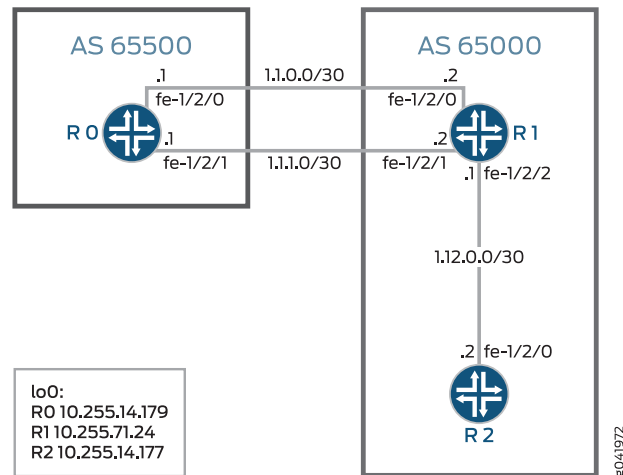 AS 65500
AS 65000
.1
1.1.0.0/30
.2
fe-1/2/0
fe-1/2/0
R0
R1
.1
.2
fe-1/2/1
1.1.1.0/30
fe-1/2/1
.1 fe-1/2/2
1.12.0.0/30
.2 fe-1/2/0
R2
lo0:
R0 10.255.14.179
R1 10.255.71.24
R2 10.255.14.177
g041972